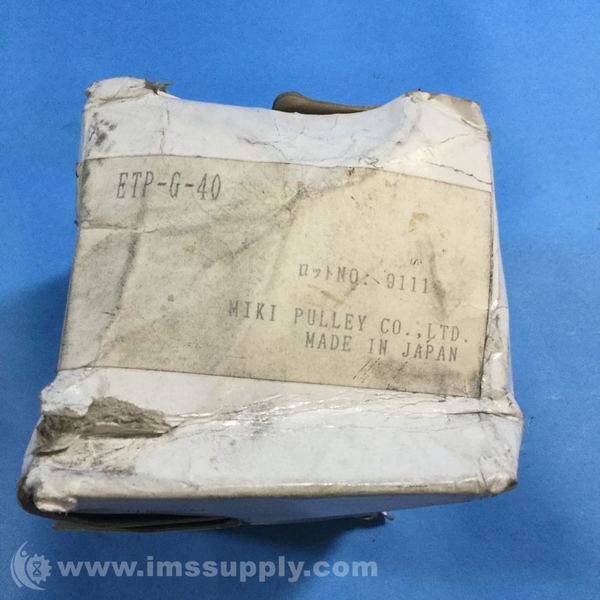 ETP-G-40
ロットNO: 9111
MIKI PULLEY CO.,LTD.
MADE IN JAPAN
www.imssupply.com